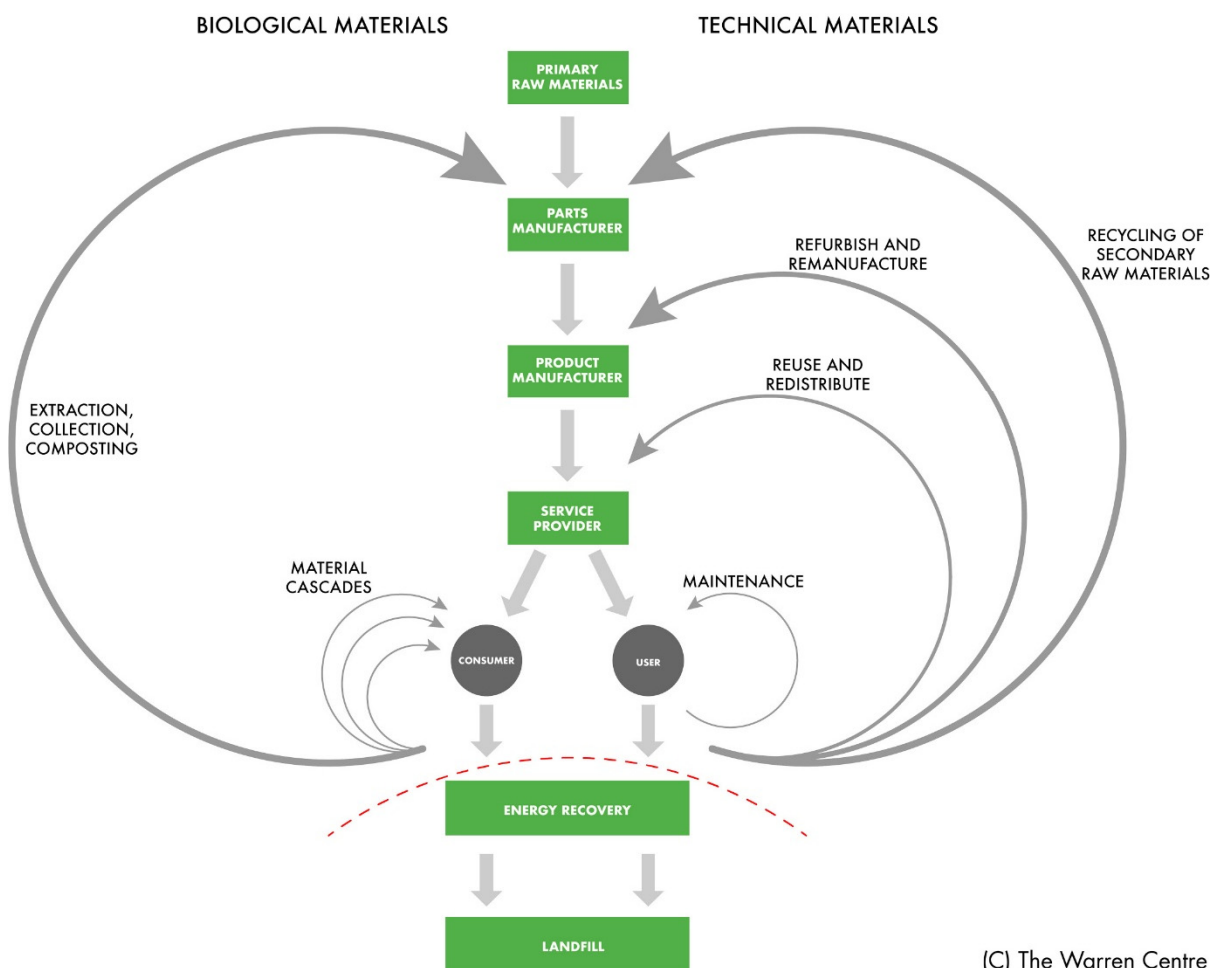 BIOLOGICAL MATERIALS
TECHNICAL MATERIALS
PRIMARY
RAW MATERIALS
PARTS
MANUFACTURER
REFURBISH AND
REMANUFACTURE
RECYCLING OF
SECONDARY
RAW MATERIALS
PRODUCT
MANUFACTURER
REUSE AND
REDISTRIBUTE
EXTRACTION,
COLLECTION,
COMPOSTING
SERVICE
PROVIDER
MATERIAL
CASCADES
MAINTENANCE
CONSUMER
USER
ENERGY RECOVERY
LANDFILL
(C) The Warren Centre